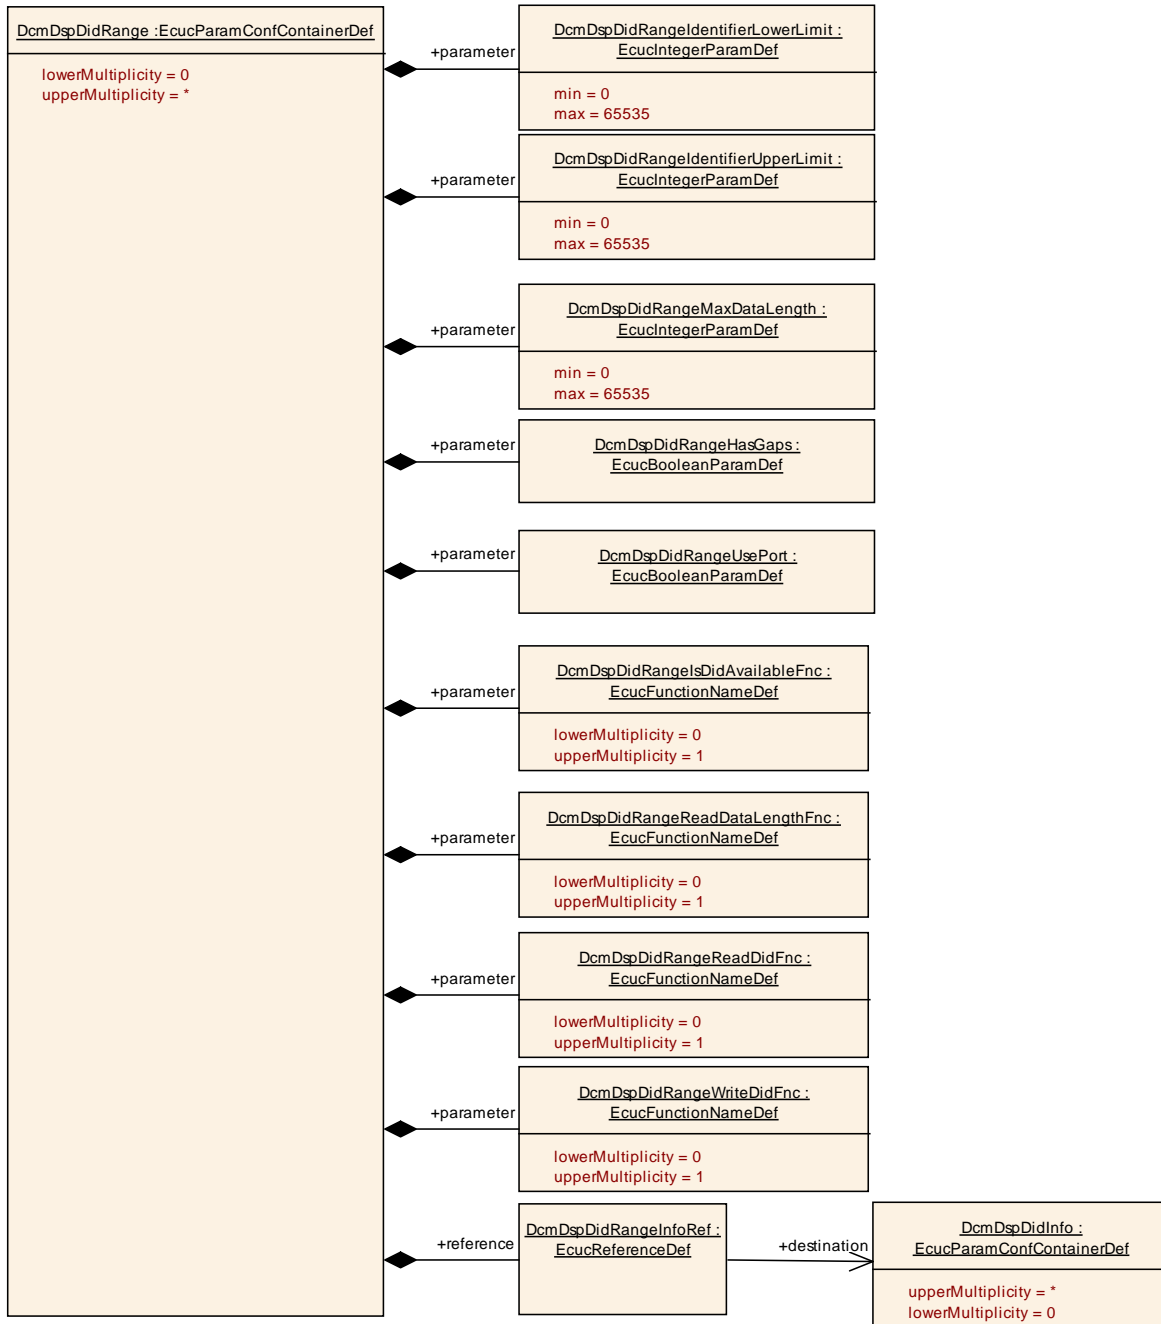 DcmDspDidRange :EcucParamConfContainerDef
lowerMultiplicity = 0
upperMultiplicity = *
+parameter
DcmDspDidRangeIdentifierLowerLimit :
EcucIntegerParamDef
min = 0
max = 65535
+parameter
DcmDspDidRangeIdentifierUpperLimit :
EcucIntegerParamDef
min = 0
max = 65535
+parameter
DcmDspDidRangeMaxDataLength :
EcucIntegerParamDef
min = 0
max = 65535
+parameter
DcmDspDidRangeHasGaps :
EcucBooleanParamDef
+parameter
DcmDspDidRangeUsePort :
EcucBooleanParamDef
+parameter
DcmDspDidRangeIsDidAvailableFnc :
EcucFunctionNameDef
lowerMultiplicity = 0
upperMultiplicity = 1
+parameter
DcmDspDidRangeReadDataLengthFnc :
EcucFunctionNameDef
lowerMultiplicity = 0
upperMultiplicity = 1
+parameter
DcmDspDidRangeReadDidFnc :
EcucFunctionNameDef
lowerMultiplicity = 0
upperMultiplicity = 1
+parameter
DcmDspDidRangeWriteDidFnc :
EcucFunctionNameDef
lowerMultiplicity = 0
upperMultiplicity = 1
+reference
DcmDspDidRangeInfoRef :
EcucReferenceDef
+destination
DcmDspDidInfo :
EcucParamConfContainerDef
upperMultiplicity = *
lowerMultiplicity = 0